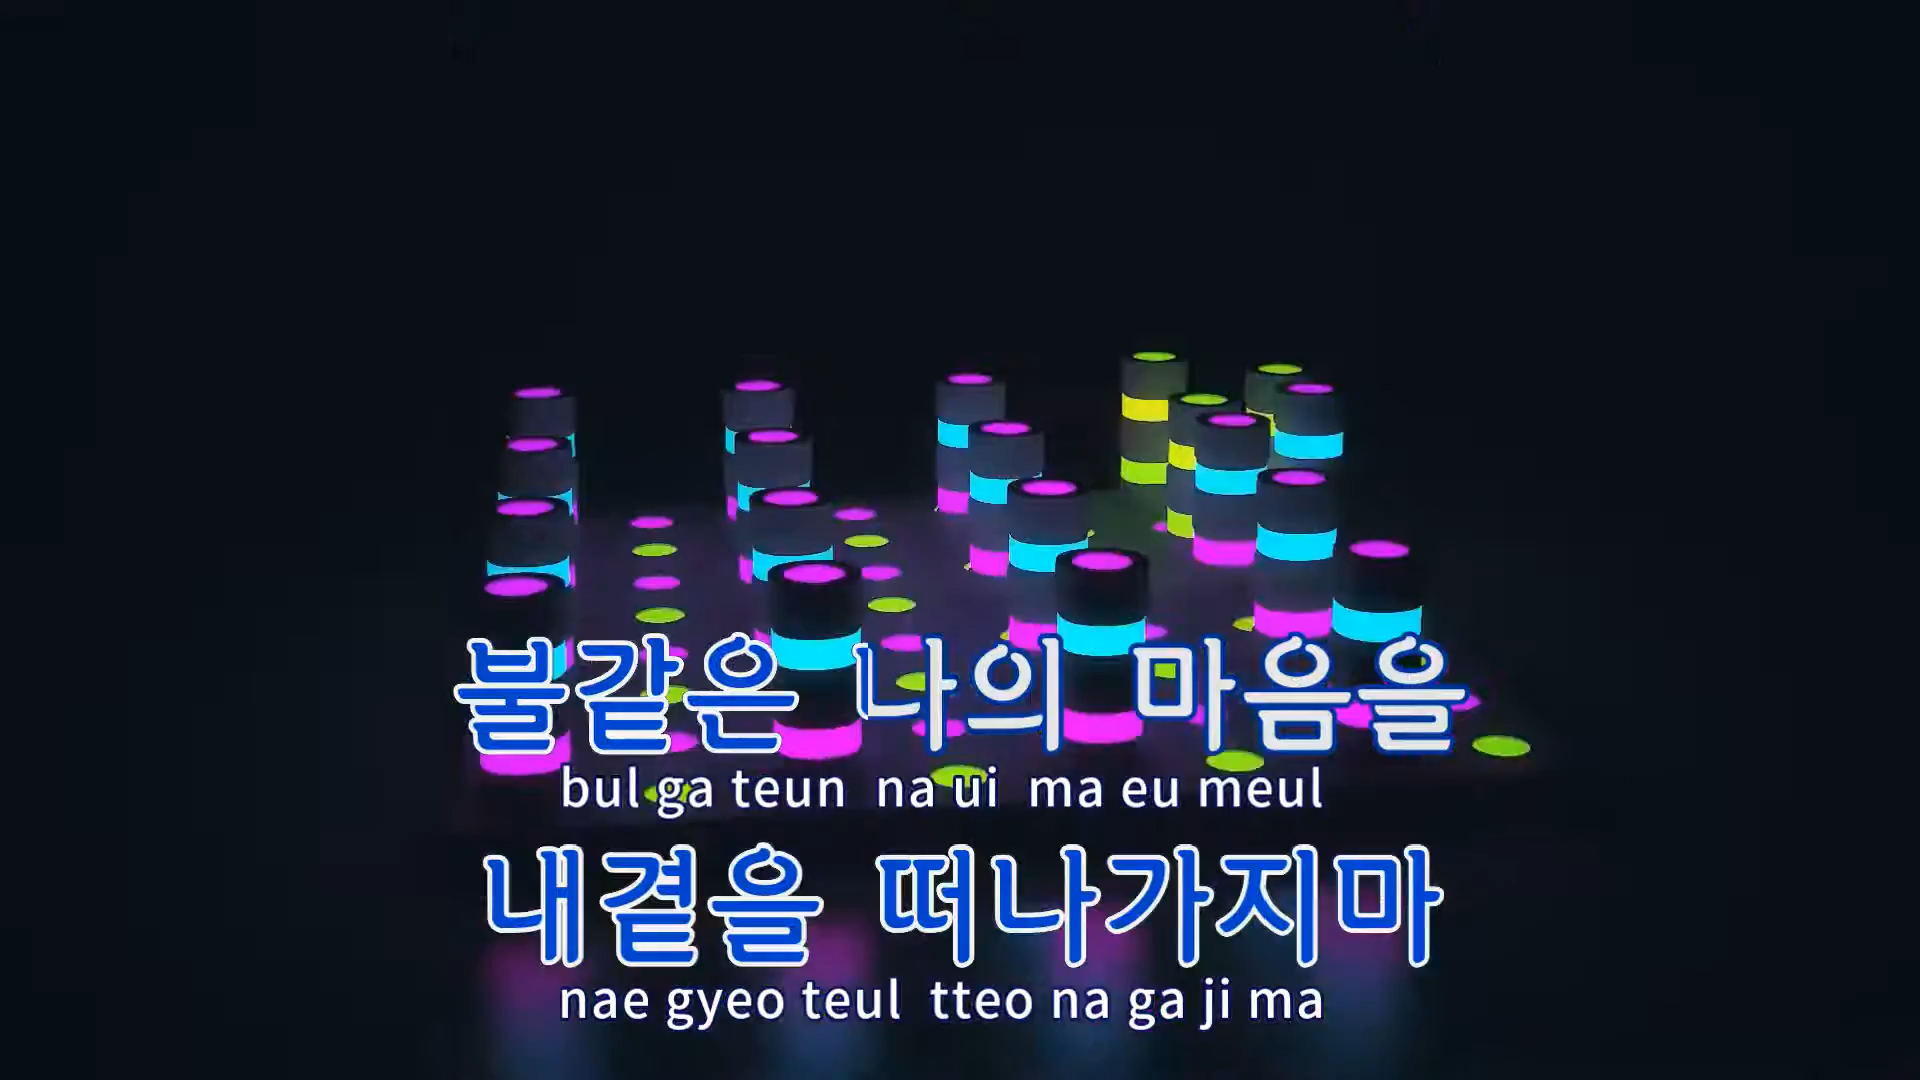 불같은 나의 마음을
bul ga teun na ui ma eu meul
내곁을 떠나가지마
nae gyeo teul tteo na ga ji ma